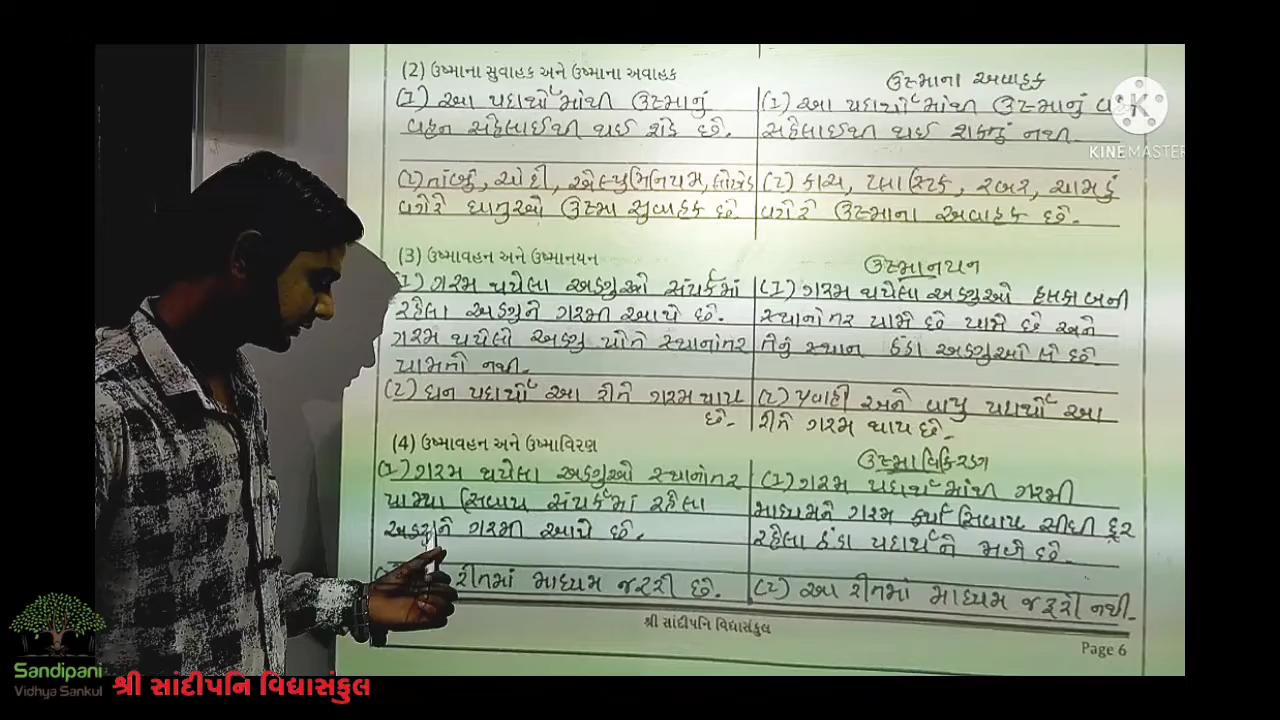 (2) ઉષ્માના સુવાહક અને ઉષ્માના અવાહક
ઉષ્માના અવાહક
(1) આ પદાર્થોમાંથી ઉષ્માનું
વહન સહેલાઈથી થઈ શકે છે.
(1) આ પદાર્થોમાંથી ઉષ્માનું
સહેલાઈથી થઈ શકતું નથી
(2) તાંબું, ચાંદી, એલ્યુમિનિયમ, લોખંડ
વગેરે ધાતુઓ ઉષ્મા સુવાહક છે.
(2) કાચ, પ્લાસ્ટિક, રબર, ચામડું
વગેરે ઉષ્માના અવાહક છે.
(3) ઉષ્માવહન અને ઉષ્માનયન
ઉષ્માનયન
(1) ગરમ થયેલા અણુઓ સંપર્કમાં
રહેલા અણુને ગરમી આપે છે.
ગરમ થયેલો અણુ પોતે સ્થાનાંતર
પામતો નથી.
(2) ઘન પદાર્થો આ રીતે ગરમ થાય
છે.
(1) ગરમ થયેલા અણુઓ હલકા બની
સ્થાનાંતર પામે છે પામે છે અને
તેનું સ્થાન ઠંડા અણુઓ લે છે
(2) પ્રવાહી અને વાયુ પદાર્થો આ
રીતે ગરમ થાય છે.
(4) ઉષ્માવહન અને ઉષ્માવિરણ
ઉષ્માવિકિરણ
(1) ગરમ થયેલા અણુઓ સ્થાનાંતર
પામ્યા સિવાય સંપર્કમાં રહેલા
અણુને ગરમી આપે છે.
રીતમાં માધ્યમ જરૂરી છે.
(1) ગરમ પદાર્થમાંથી ગરમી
માધ્યમને ગરમ કર્યા સિવાય સીધી દૂર
રહેલા ઠંડા પદાર્થને મળે છે.
(2) આ રીતમાં માધ્યમ જરૂરી નથી.
શ્રી સાંદીપનિ વિદ્યાસંકુલ
Page 6
KINEMASTER
Sandipani
Vidhya Sankul
શ્રી સાંદીપનિ વિદ્યાસંકુલ